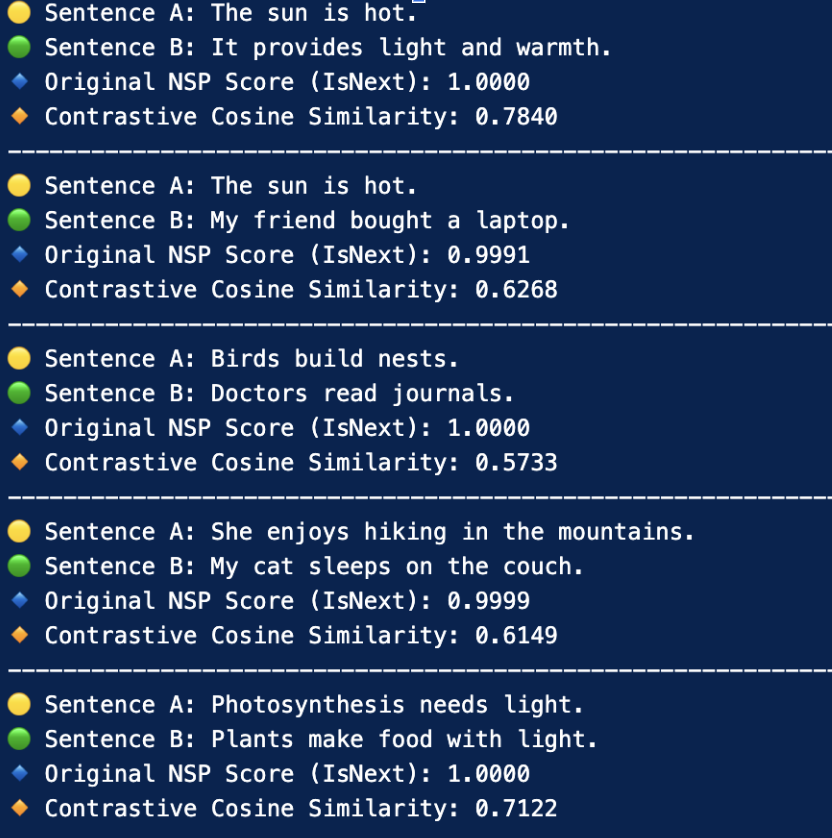 🟡 Sentence A: The sun is hot.
🟢 Sentence B: It provides light and warmth.
🔹 Original NSP Score (IsNext): 1.0000
🔸 Contrastive Cosine Similarity: 0.7840
------------------------------------------------------------
🟡 Sentence A: The sun is hot.
🟢 Sentence B: My friend bought a laptop.
🔹 Original NSP Score (IsNext): 0.9991
🔸 Contrastive Cosine Similarity: 0.6268
------------------------------------------------------------
🟡 Sentence A: Birds build nests.
🟢 Sentence B: Doctors read journals.
🔹 Original NSP Score (IsNext): 1.0000
🔸 Contrastive Cosine Similarity: 0.5733
------------------------------------------------------------
🟡 Sentence A: She enjoys hiking in the mountains.
🟢 Sentence B: My cat sleeps on the couch.
🔹 Original NSP Score (IsNext): 0.9999
🔸 Contrastive Cosine Similarity: 0.6149
------------------------------------------------------------
🟡 Sentence A: Photosynthesis needs light.
🟢 Sentence B: Plants make food with light.
🔹 Original NSP Score (IsNext): 1.0000
🔸 Contrastive Cosine Similarity: 0.7122